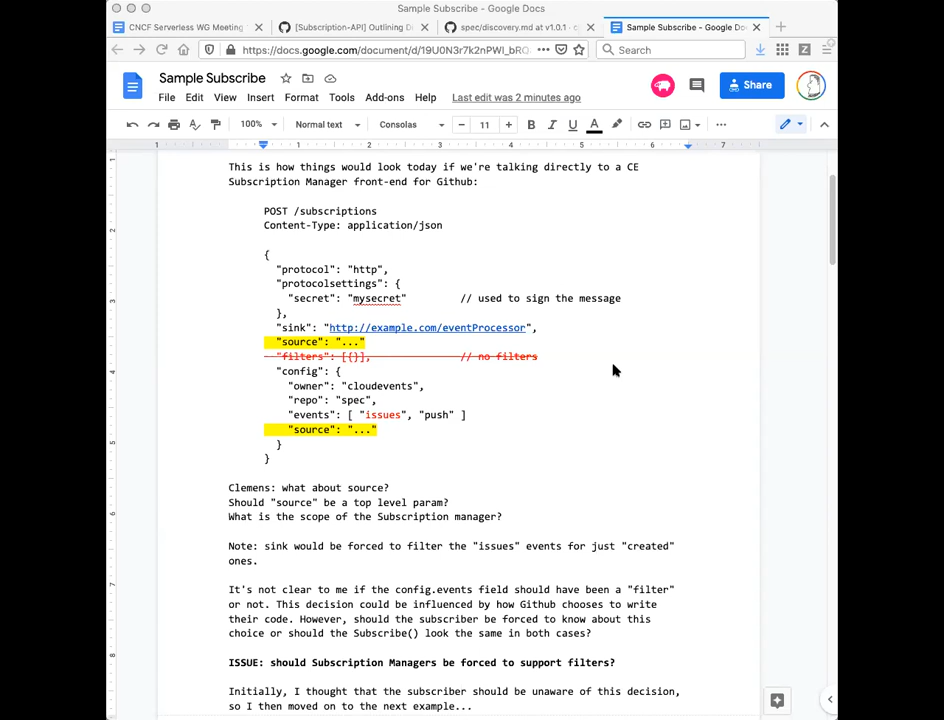 Sample Subscribe - Google Docs
CNCF Serverless WG Meeting
[Subscription-API] Outlining D
spec/discovery.md at v1.0.1 · c
Sample Subscribe - Google Doc
https://docs.google.com/document/d/19U0N3r7k2nPWI_bRO
Search
Sample Subscribe
Share
File Edit View Insert Format Tools Add-ons Help Last edit was 2 minutes ago
100% Normal text Consolas 11
1 1 2 3 4 5 6 7
This is how things would look today if we're talking directly to a CE
Subscription Manager front-end for Github:
POST /subscriptions
Content-Type: application/json
{
"protocol": "http",
"protocolsettings": {
"secret": "mysecret" // used to sign the message
},
"sink": "http://example.com/eventProcessor",
"source": "..."
"filters": [{}], // no filters
"config": {
"owner": "cloudevents",
"repo": "spec",
"events": [ "issues", "push" ]
"source": "..."
}
}
Clemens: what about source?
Should "source" be a top level param?
What is the scope of the Subscription manager?
Note: sink would be forced to filter the "issues" events for just "created"
ones.
It's not clear to me if the config.events field should have been a "filter"
or not. This decision could be influenced by how Github chooses to write
their code. However, should the subscriber be forced to know about this
choice or should the Subscribe() look the same in both cases?
ISSUE: should Subscription Managers be forced to support filters?
Initially, I thought that the subscriber should be unaware of this decision,
so I then moved on to the next example...